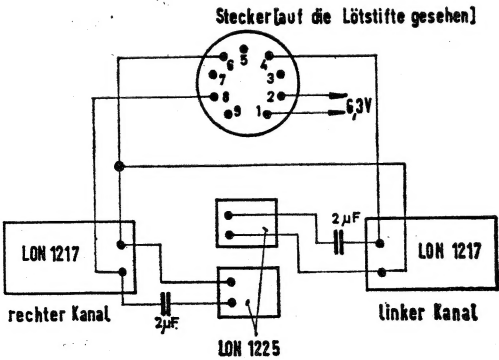 Stecker[auf die Lötstifte gesehen]
5
6
4
7
3
8
2
9
1
6,3V
2µF
LON 1217
LON 1217
rechter Kanal
2µF
linker Kanal
LON 1225